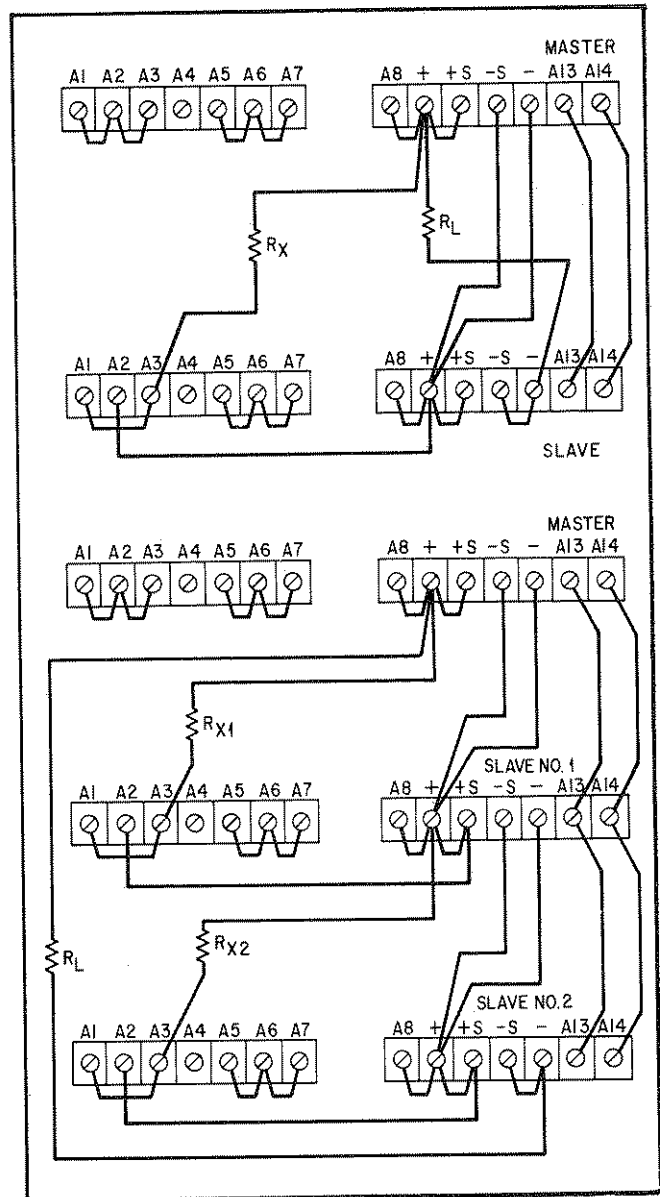 MASTER
A1 A2 A3 A4 A5 A6 A7 A8 + +S -S - A13 A14
RX
RL
A1 A2 A3 A4 A5 A6 A7 A8 + +S -S - A13 A14
SLAVE
MASTER
A1 A2 A3 A4 A5 A6 A7 A8 + +S -S - A13 A14
RX1
SLAVE NO. 1
A1 A2 A3 A4 A5 A6 A7 A8 + +S -S - A13 A14
RX2
RL
SLAVE NO. 2
A1 A2 A3 A4 A5 A6 A7 A8 + +S -S - A13 A14